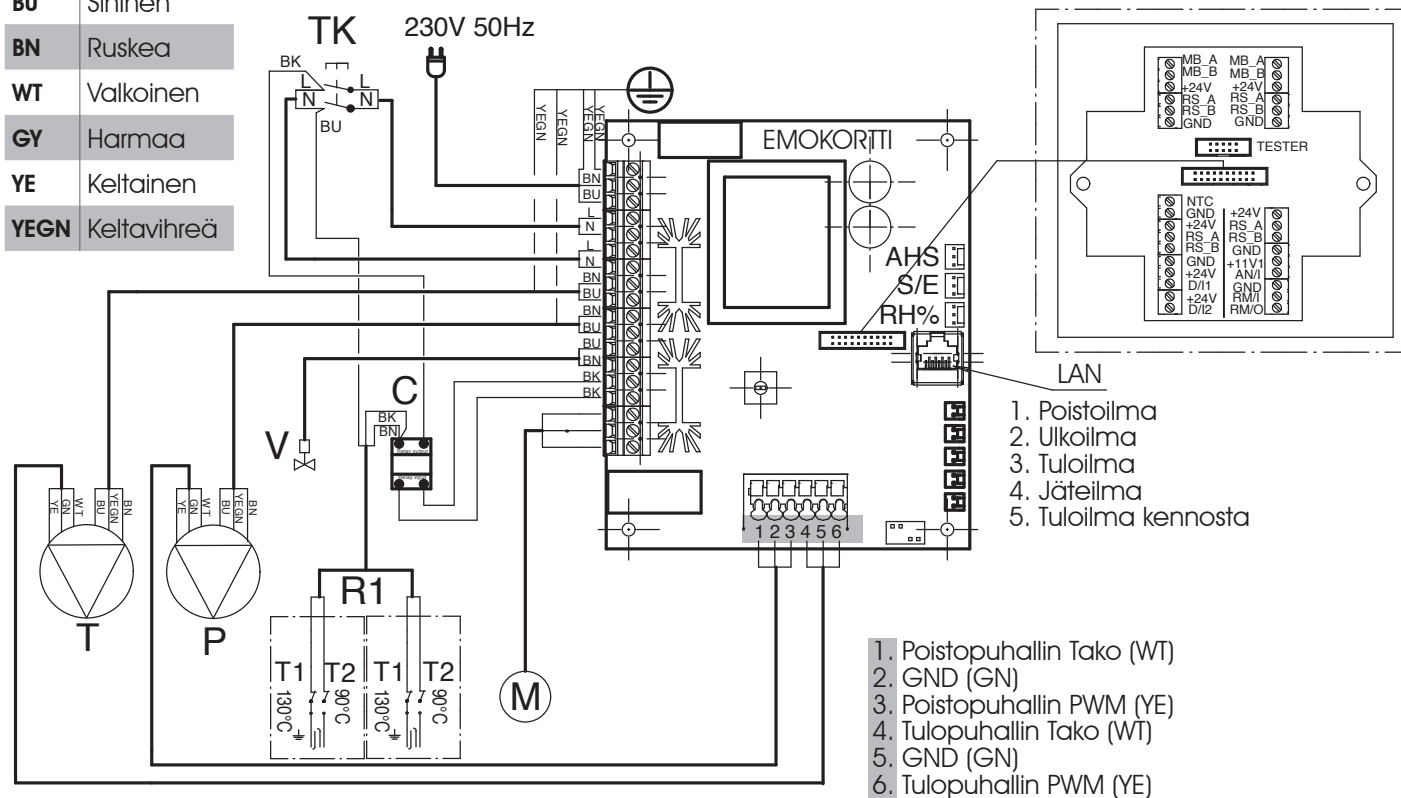 BU Sininen
BN Ruskea
WT Valkoinen
GY Harmaa
YE Keltainen
YEGN Keltavihreä
TK
BK
L L
N N
BU
230V 50Hz
YEGN
YEGN
YEGN
YEGN
EMOKORTTI
BN
BU
L
N
L
N
BN
BU
BN
BU
BU
BN
BK
BK
AHS
S/E
RH%
LAN
1. Poistoilma
2. Ulkoilma
3. Tuloilma
4. Jäteilma
5. Tuloilma kennosta
MB_A MB_A
MB_B MB_B
+24V +24V
RS_A RS_A
RS_B RS_B
GND GND
TESTER
NTC
GND
+24V
RS_A
RS_B
GND
+24V
D/I1
+24V
D/I2
+24V
RS_A
RS_B
GND
+11V1
AN/I
GND
RM/I
RM/O
C
BK
BN
Relay output
Relay input
V
YE
GN
WT
BU
YEGN
BN
T
YE
GN
WT
BU
YEGN
BN
P
R1
T1 T2
130°C 90°C
T1 T2
130°C 90°C
M
1 2 3 4 5 6
1. Poistopuhallin Tako (WT)
2. GND (GN)
3. Poistopuhallin PWM (YE)
4. Tulopuhallin Tako (WT)
5. GND (GN)
6. Tulopuhallin PWM (YE)